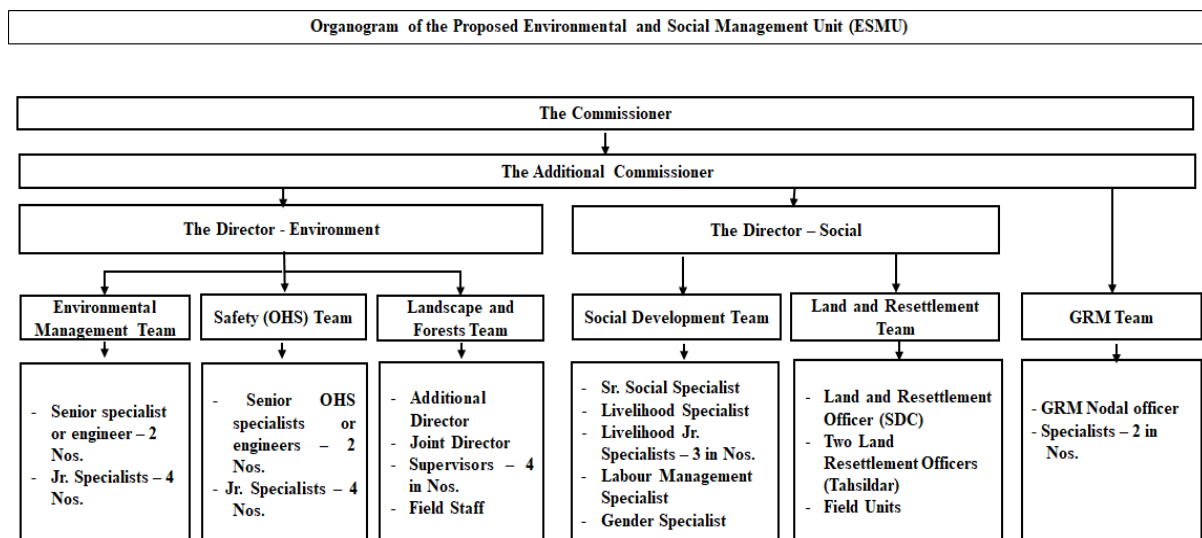 Organogram of the Proposed Environmental and Social Management Unit (ESMU)
The Commissioner
The Additional Commissioner
The Director - Environment
The Director – Social
Environmental
Management Team
Safety (OHS) Team
Landscape and
Forests Team
Social Development Team
Land and Resettlement
Team
GRM Team
- Senior specialist
or engineer – 2
Nos.
- Jr. Specialists – 4
Nos.
- Senior OHS
specialists or
engineers – 2
Nos.
- Jr. Specialists – 4
Nos.
- Additional
Director
- Joint Director
- Supervisors – 4
in Nos.
- Field Staff
- Sr. Social Specialist
- Livelihood Specialist
- Livelihood Jr.
Specialists – 3 in Nos.
- Labour Management
Specialist
- Gender Specialist
- Land and Resettlement
Officer (SDC)
- Two Land
Resettlement Officers
(Tahsildar)
- Field Units
- GRM Nodal officer
- Specialists – 2 in
Nos.